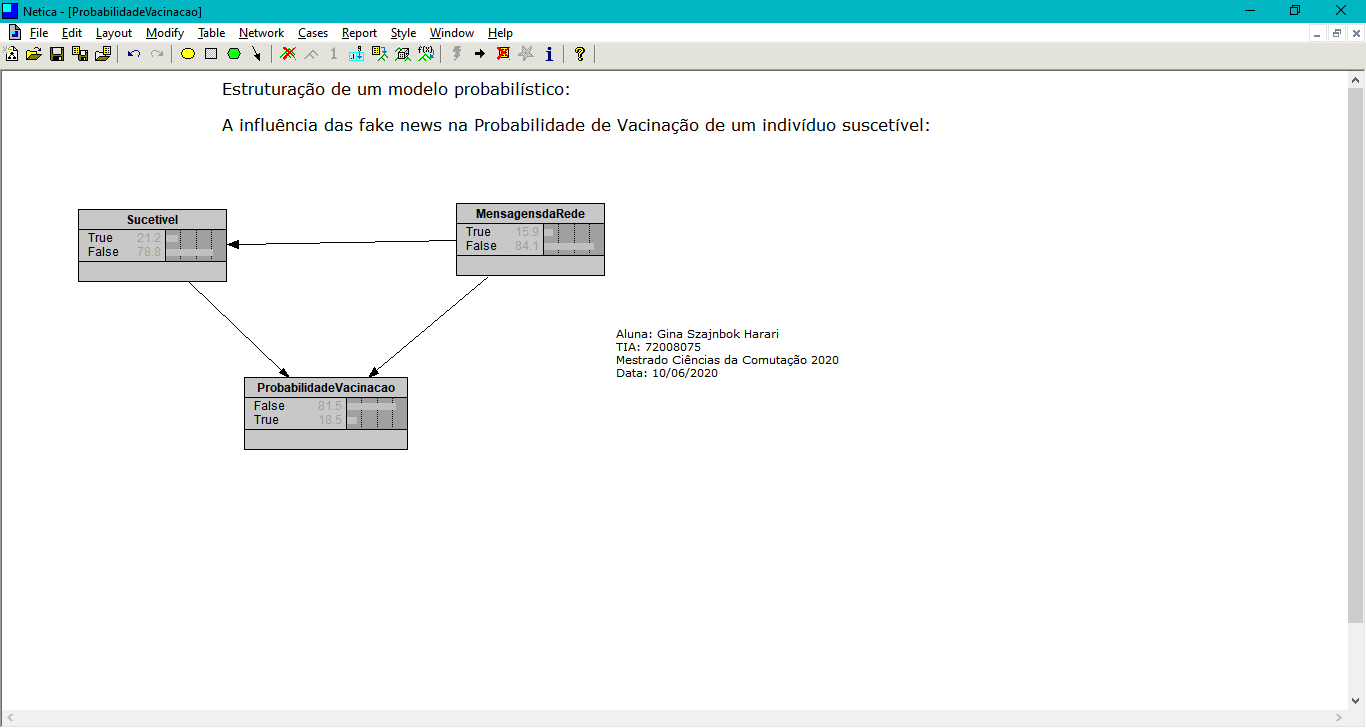 Netica - [ProbabilidadeVacinacao]
File Edit Layout Modify Table Network Cases Report Style Window Help
Estruturação de um modelo probabilístico:
A influência das fake news na Probabilidade de Vacinação de um indivíduo suscetível:
Sucetivel
True 21.2
False 78.8
MensagensdaRede
True 15.9
False 84.1
Aluna: Gina Szajnbok Harari
TIA: 72008075
Mestrado Ciências da Comutação 2020
Data: 10/06/2020
ProbabilidadeVacinacao
False 81.5
True 18.5